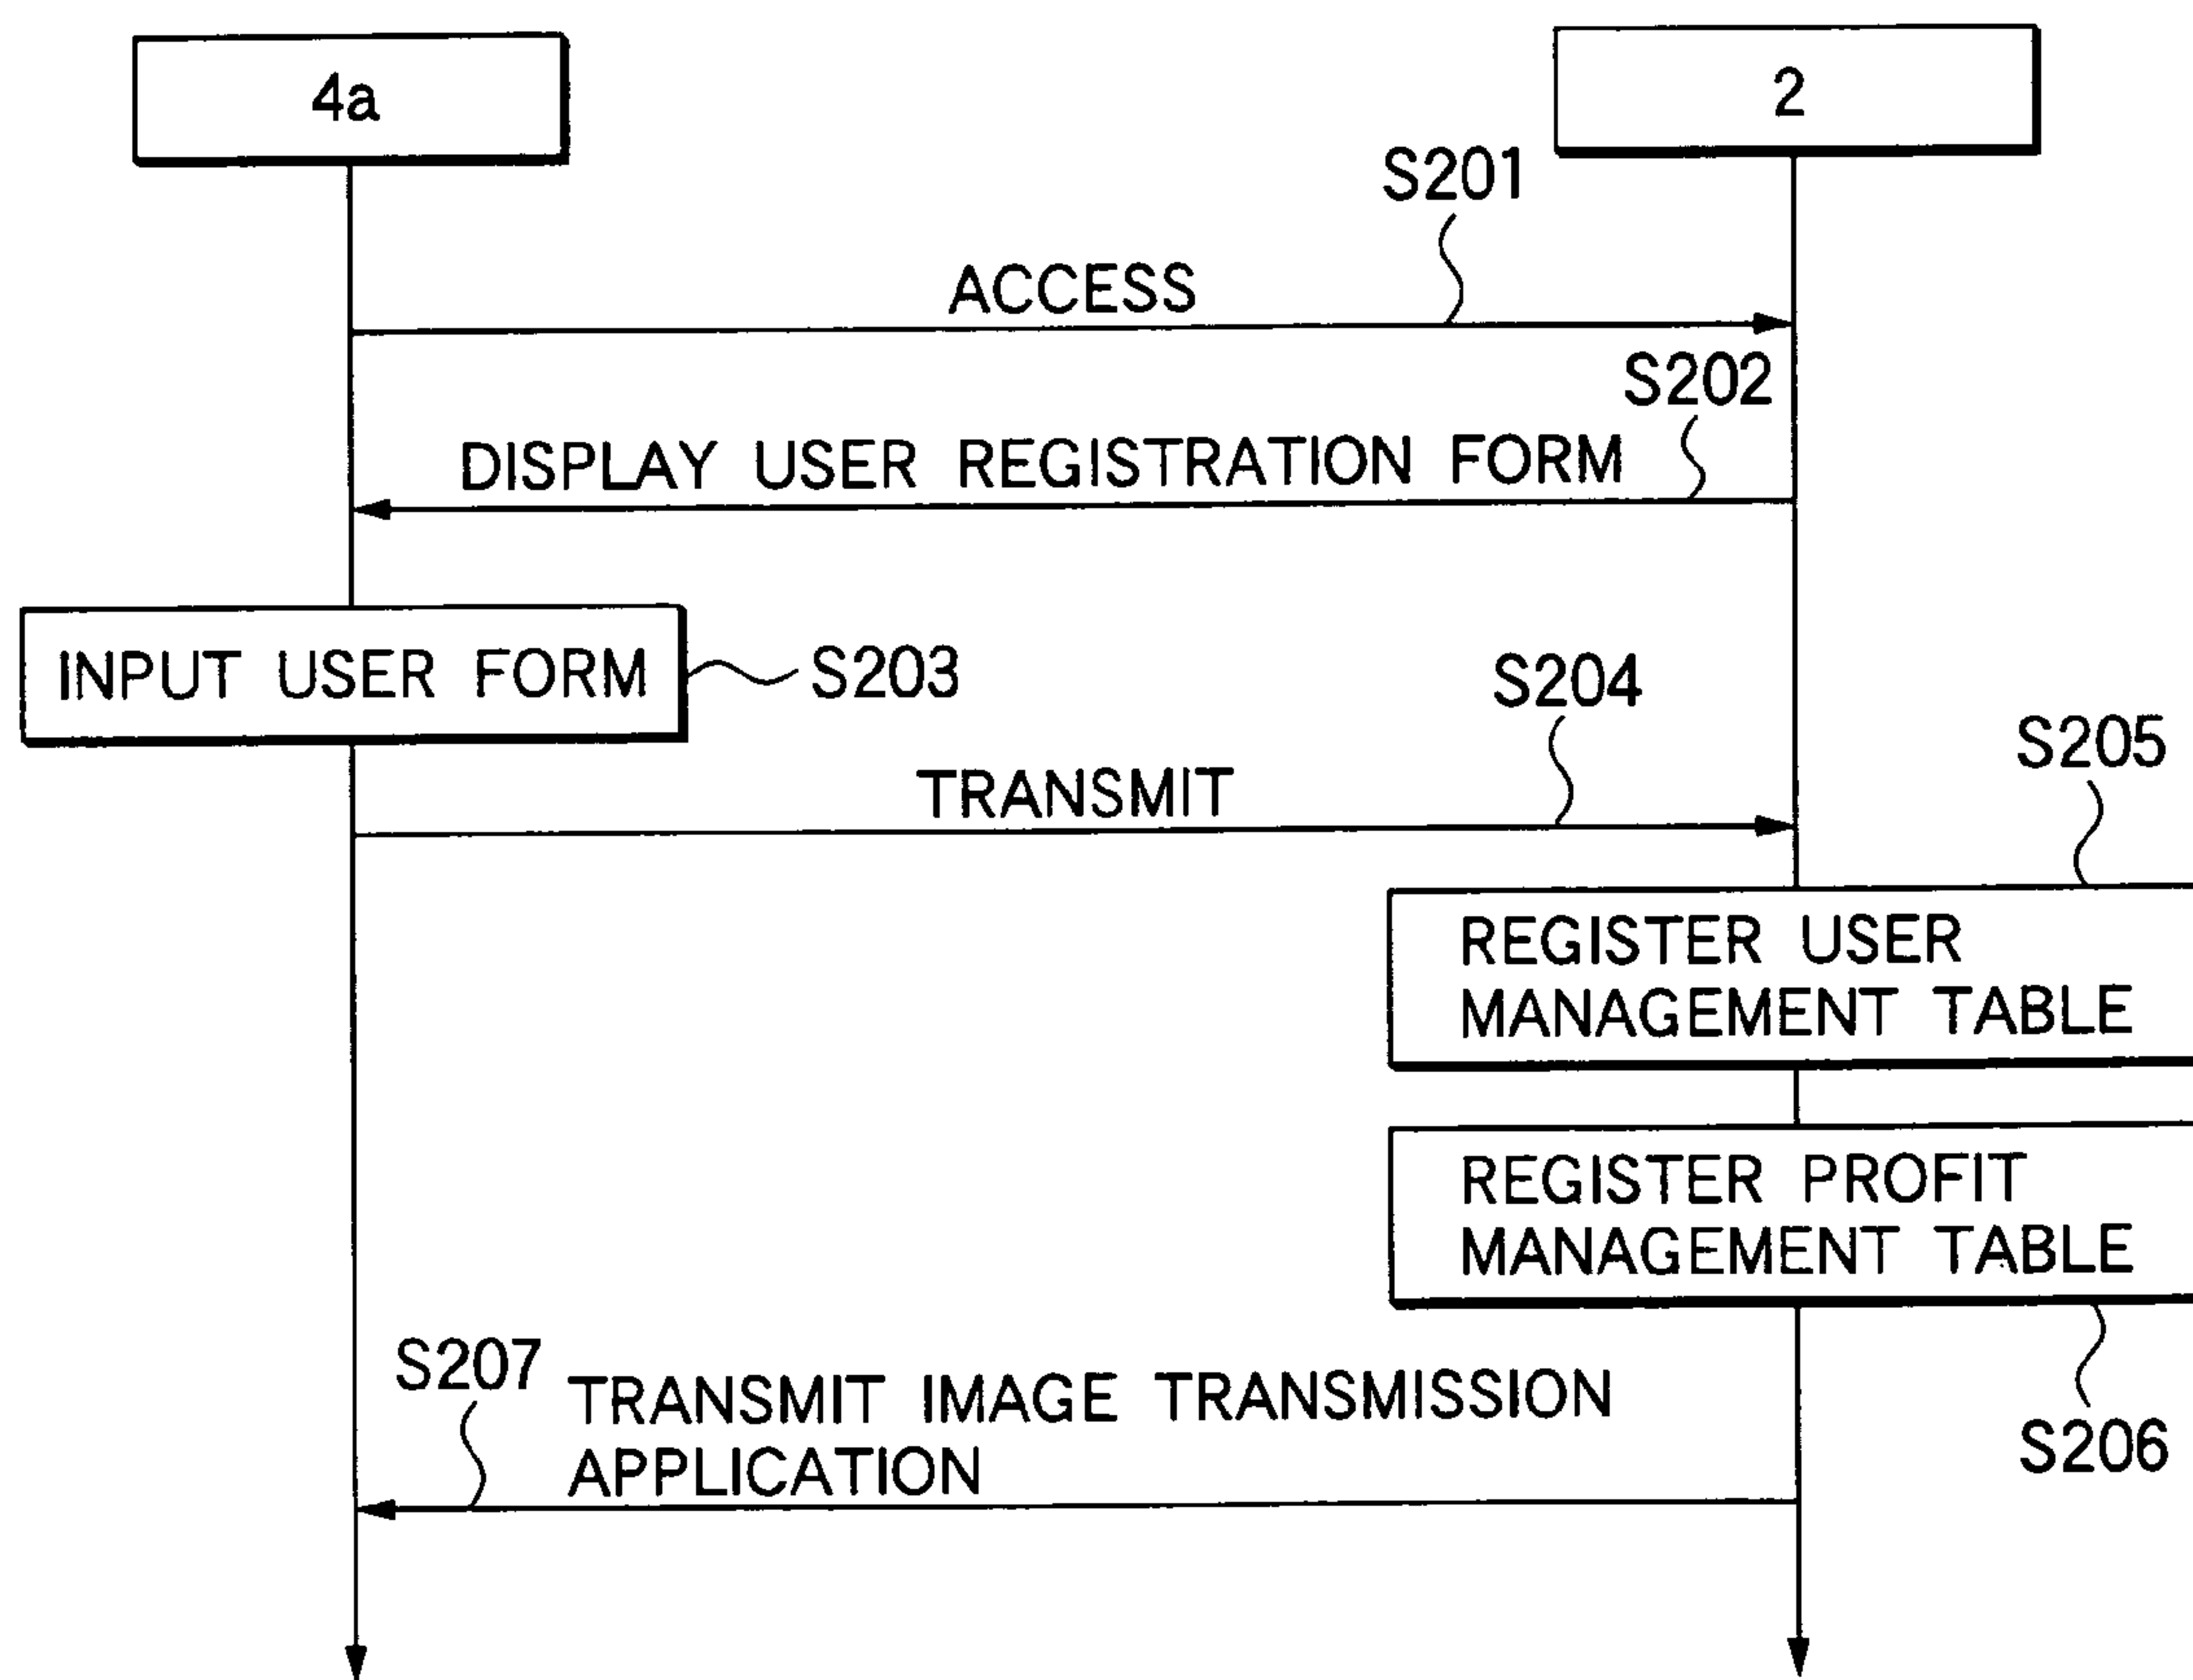 4a
2
S201
ACCESS
S202
DISPLAY USER REGISTRATION FORM
INPUT USER FORM
S203
S204
TRANSMIT
S205
REGISTER USER
MANAGEMENT TABLE
REGISTER PROFIT
MANAGEMENT TABLE
S207
TRANSMIT IMAGE TRANSMISSION
APPLICATION
S206